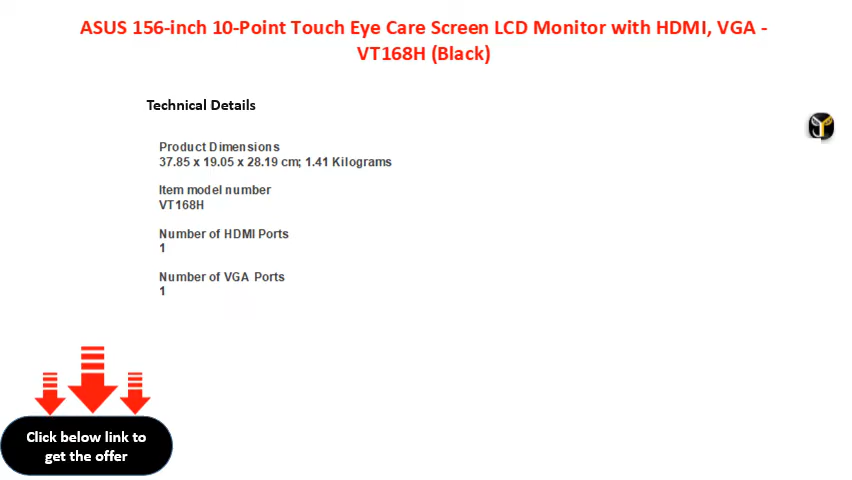 ASUS 156-inch 10-Point Touch Eye Care Screen LCD Monitor with HDMI, VGA -
VT168H (Black)
Technical Details
Product Dimensions
37.85 x 19.05 x 28.19 cm; 1.41 Kilograms
Item model number
VT168H
Number of HDMI Ports
1
Number of VGA Ports
1
Click below link to
get the offer